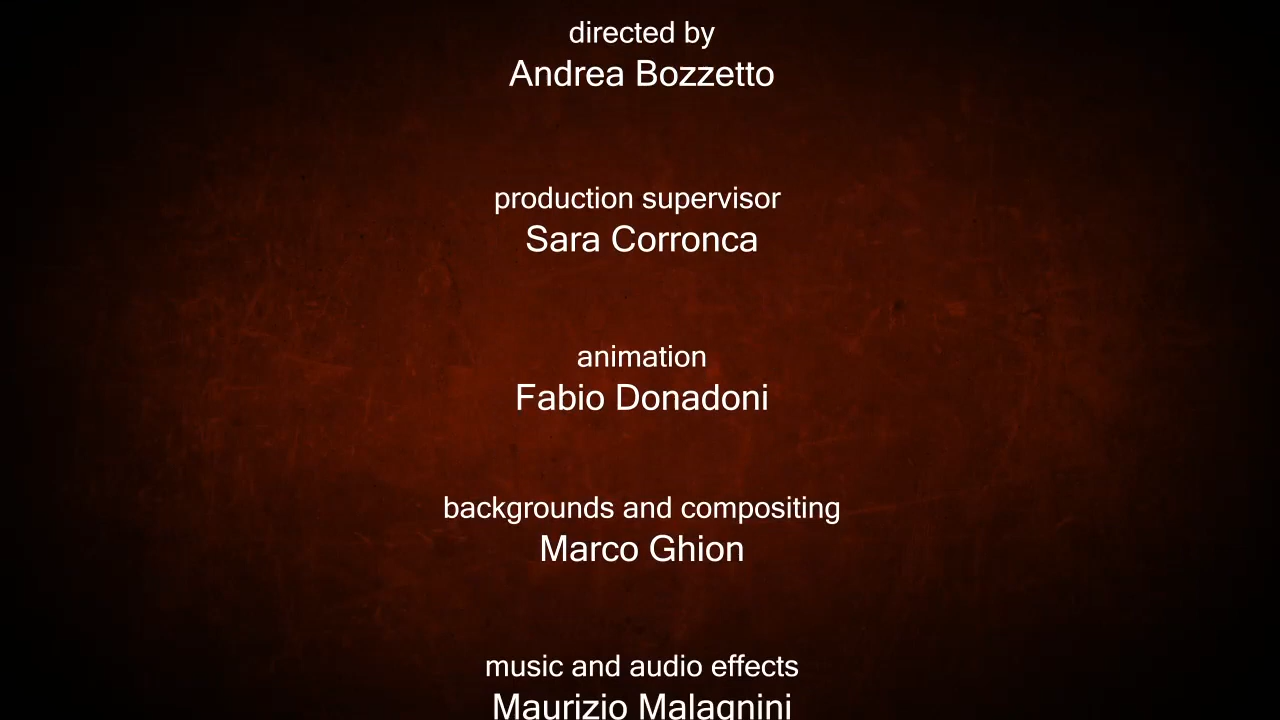 directed by
Andrea Bozzetto
production supervisor
Sara Corronca
animation
Fabio Donadoni
backgrounds and compositing
Marco Ghion
music and audio effects
Maurizio Malagnini